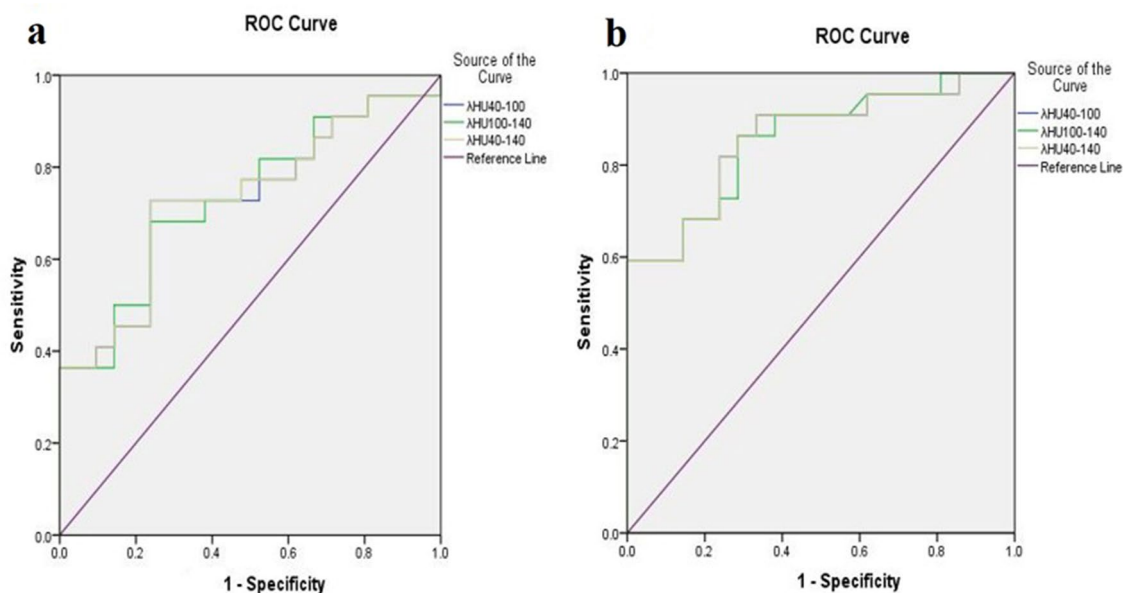 a
ROC Curve
Source of the
Curve
λHU40-100
λHU100-140
λHU40-140
Reference Line
Sensitivity
1.0
0.8
0.6
0.4
0.2
0.0
0.0 0.2 0.4 0.6 0.8 1.0
1 - Specificity
b
ROC Curve
Source of the
Curve
λHU40-100
λHU100-140
λHU40-140
Reference Line
Sensitivity
1.0
0.8
0.6
0.4
0.2
0.0
0.0 0.2 0.4 0.6 0.8 1.0
1 - Specificity